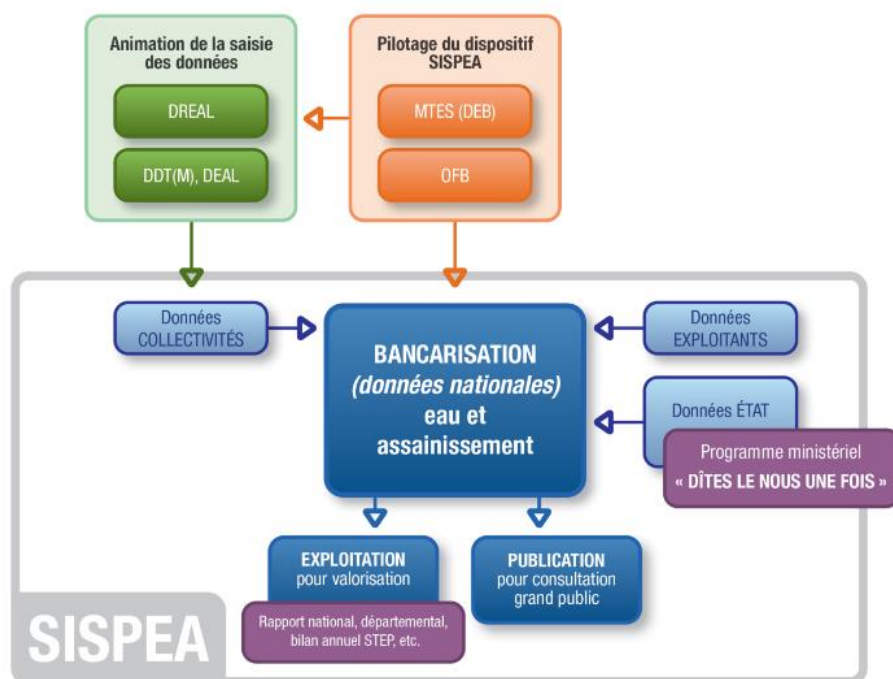 Animation de la saisie
des données
DREAL
DDT(M), DEAL
Pilotage du dispositif
SISPEA
MTES (DEB)
OFB
Données
COLLECTIVITÉS
BANCARISATION
(données nationales)
eau et
assainissement
Données
EXPLOITANTS
Données ÉTAT
Programme ministériel
« DÎTES LE NOUS UNE FOIS »
EXPLOITATION
pour valorisation
Rapport national, départemental,
bilan annuel STEP, etc.
PUBLICATION
pour consultation
grand public
SISPEA